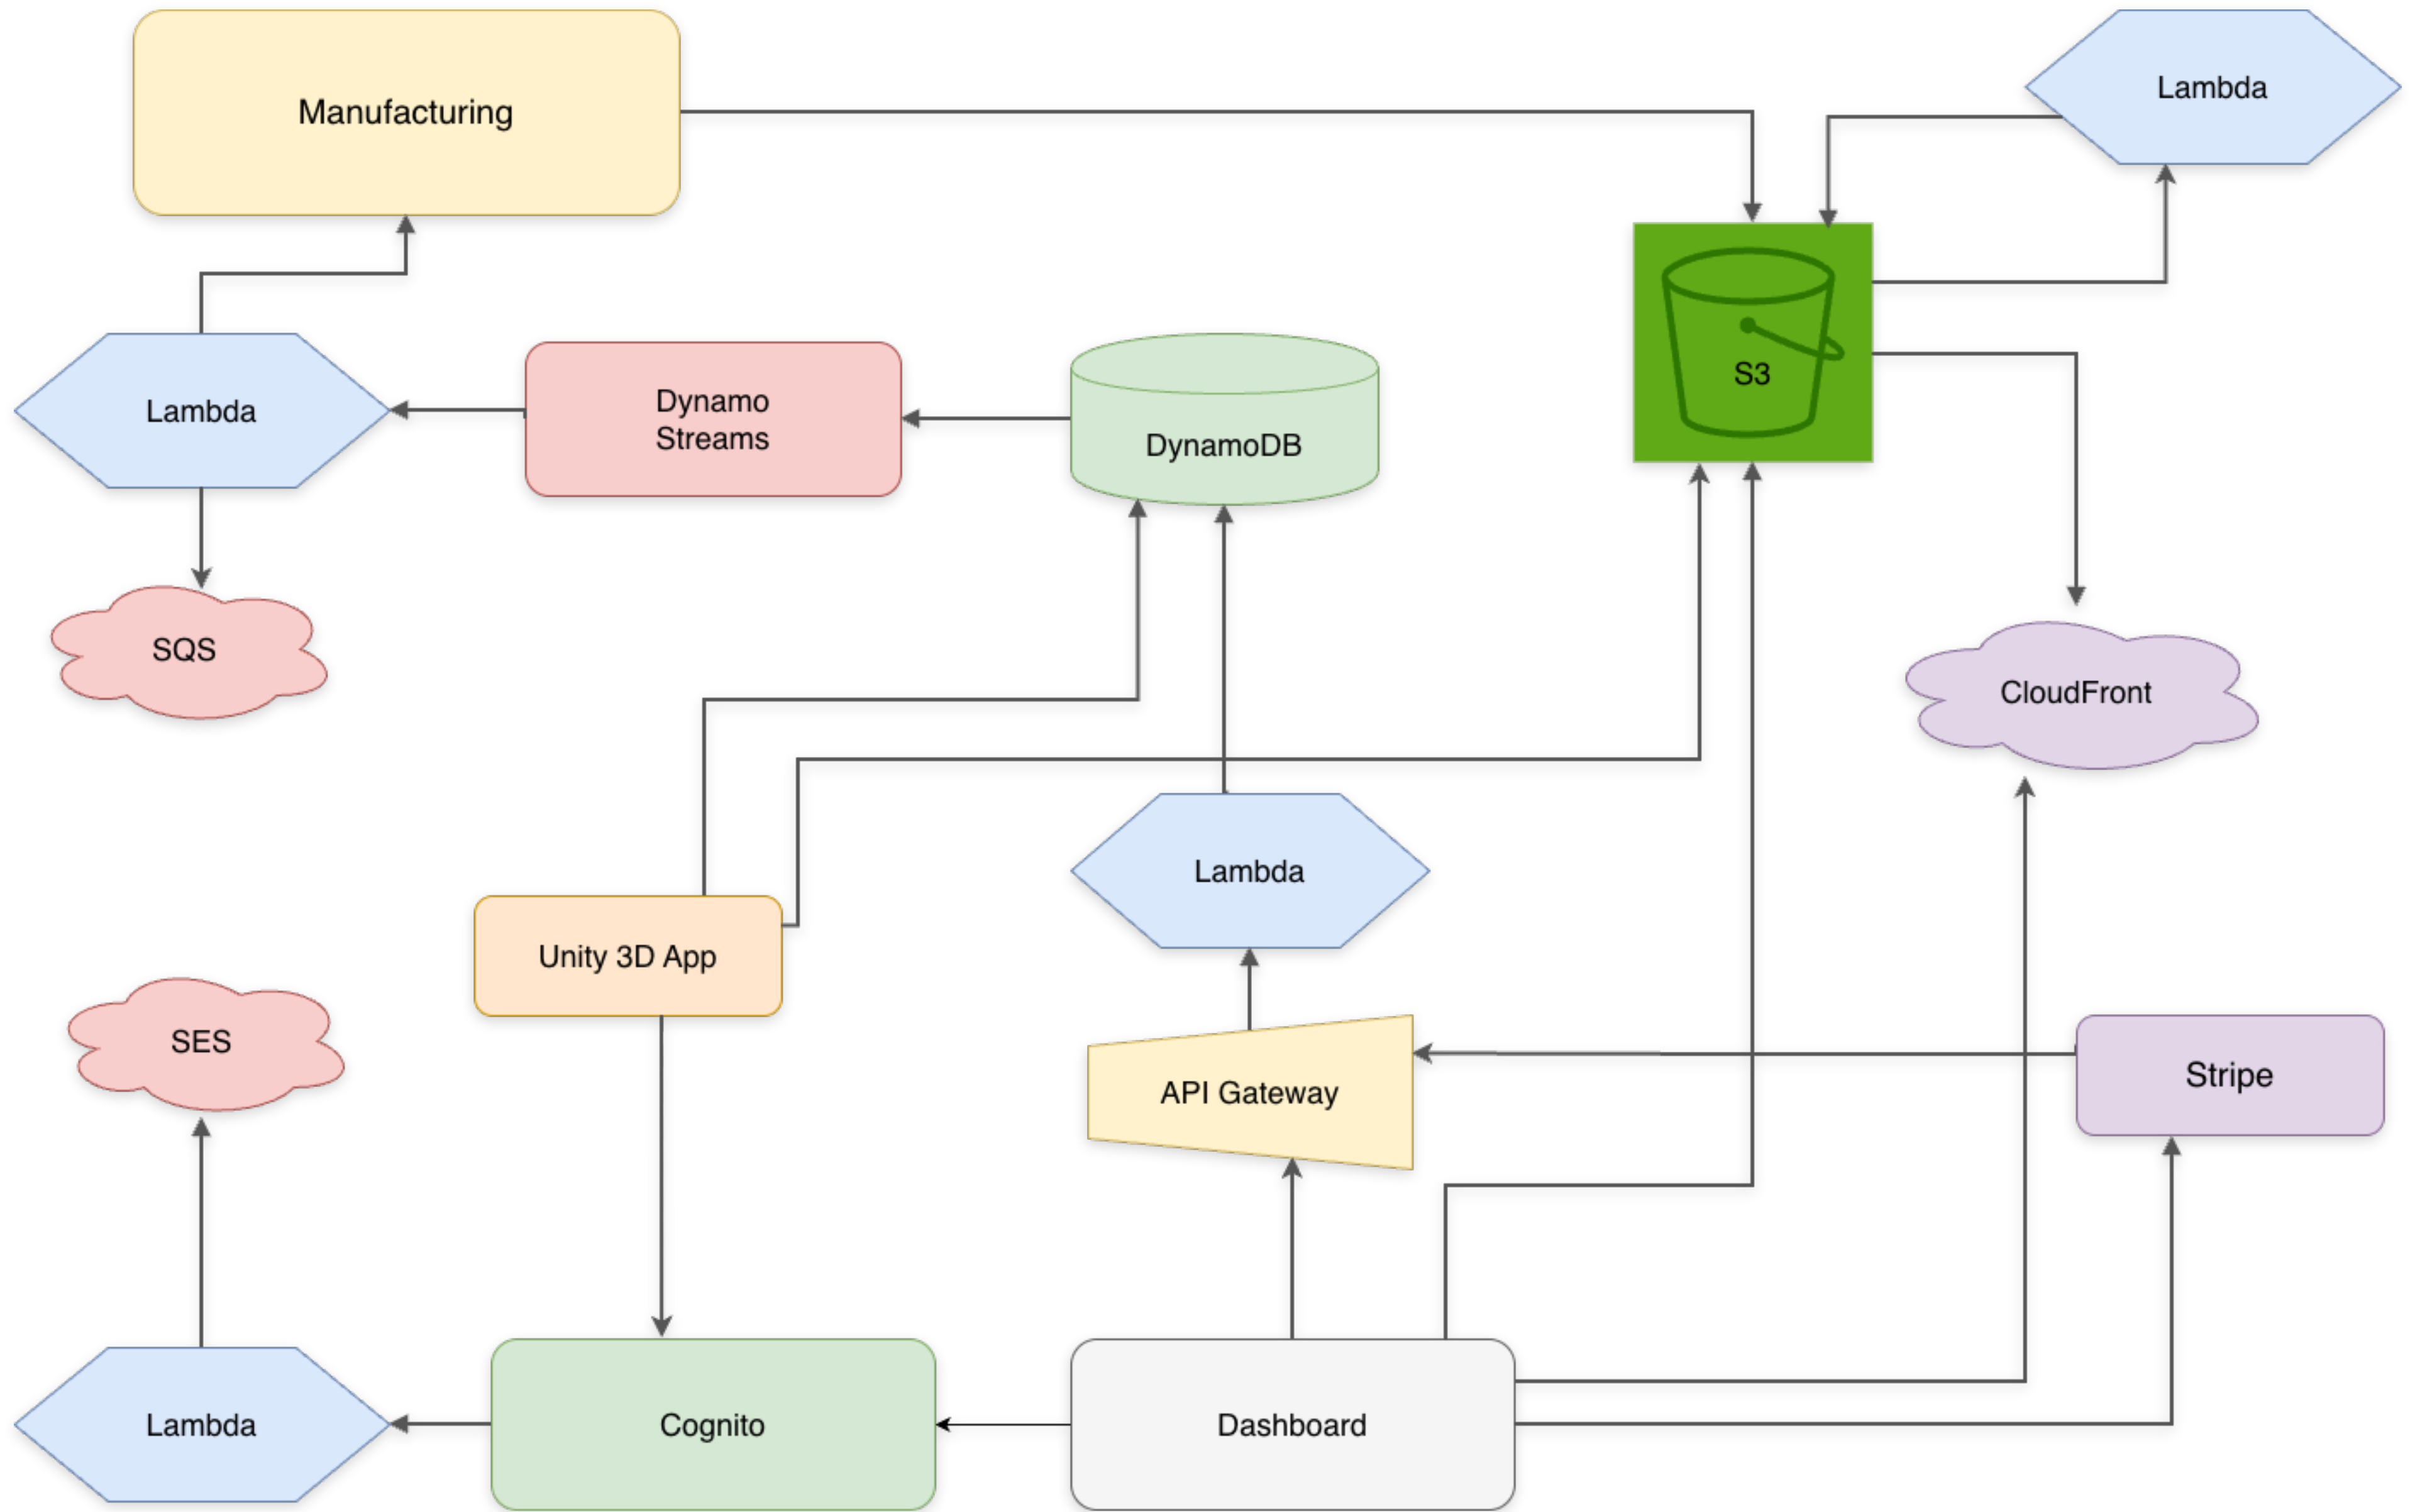 Manufacturing
Lambda
S3
Lambda
Dynamo
Streams
DynamoDB
SQS
CloudFront
Lambda
Unity 3D App
SES
API Gateway
Stripe
Lambda
Cognito
Dashboard